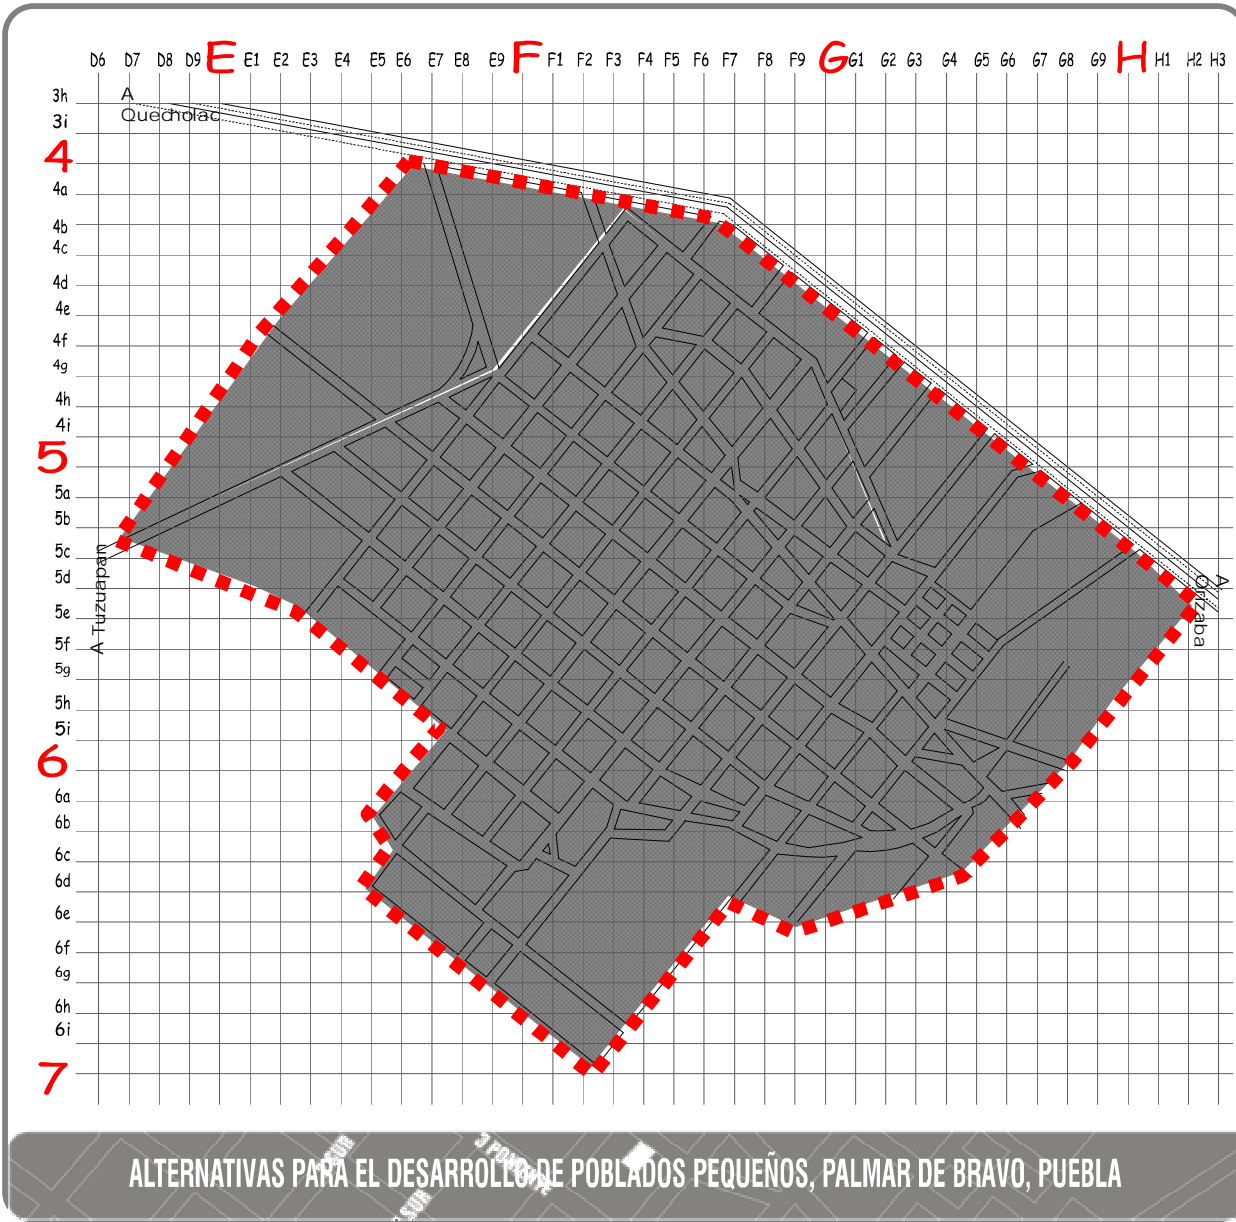 D6 D7 D8 D9 E E1 E2 E3 E4 E5 E6 E7 E8 E9 F F1 F2 F3 F4 F5 F6 F7 F8 F9 G G1 G2 G3 G4 G5 G6 G7 G8 G9 H H1 H2 H3
3h
A
Quecholac
3i
4
4a
4b
4c
4d
4e
4f
4g
4h
4i
5
5a
5b
5c
5d
5e
5f
5g
5h
5i
6
6a
6b
6c
6d
6e
6f
6g
6h
6i
7
A Tuzuapan
A
Orizaba
SUR
3 PONIENTE
SUR
ALTERNATIVAS PARA EL DESARROLLO DE POBLADOS PEQUEÑOS, PALMAR DE BRAVO, PUEBLA